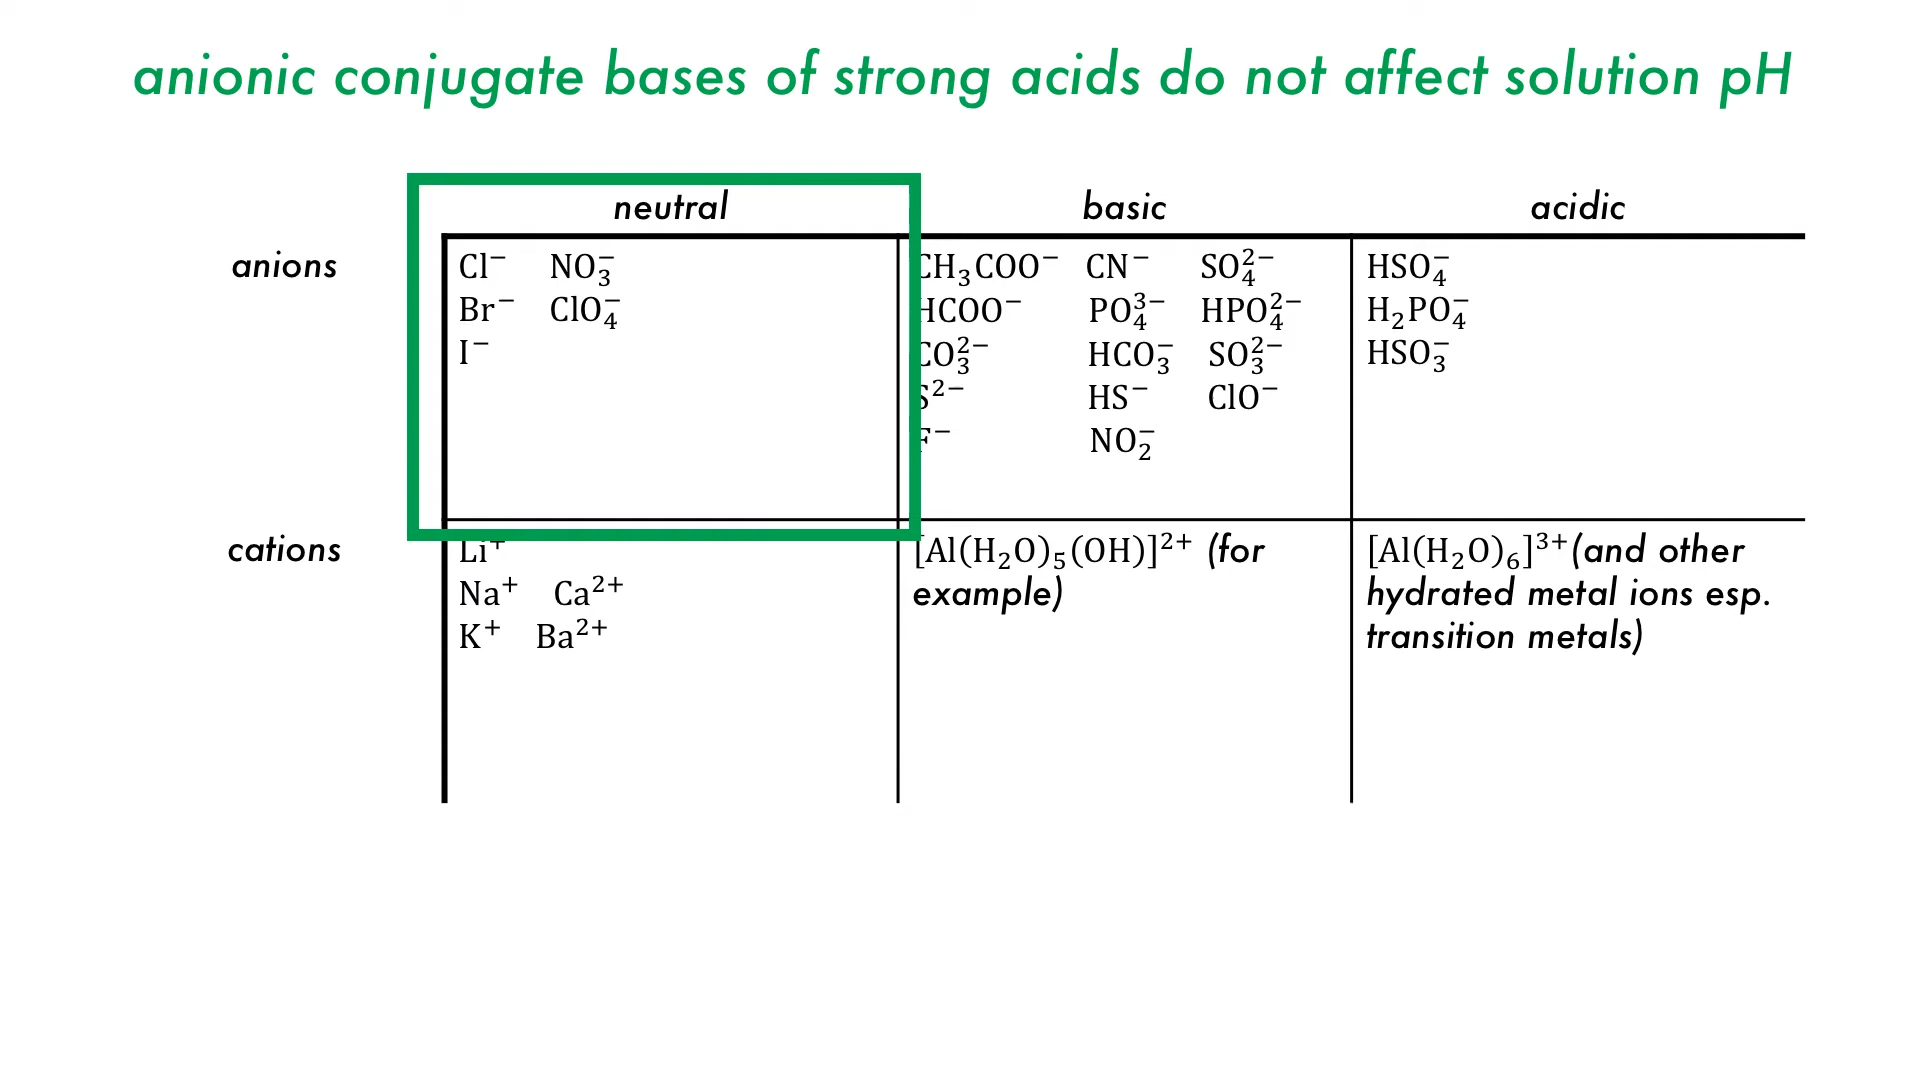 anionic conjugate bases of strong acids do not affect solution pH
neutral basic acidic
anions Cl⁻ NO₃⁻ CH₃COO⁻ CN⁻ SO₄²⁻ HSO₄⁻
Br⁻ ClO₄⁻ HCOO⁻ PO₄³⁻ HPO₄²⁻ H₂PO₄⁻
I⁻ CO₃²⁻ HCO₃⁻ SO₃²⁻ HSO₃⁻
S²⁻ HS⁻ ClO⁻
F⁻ NO₂⁻
cations Li⁺ [Al(H₂O)₅(OH)]²⁺ (for [Al(H₂O)₆]³⁺(and other
Na⁺ Ca²⁺ example) hydrated metal ions esp.
K⁺ Ba²⁺ transition metals)